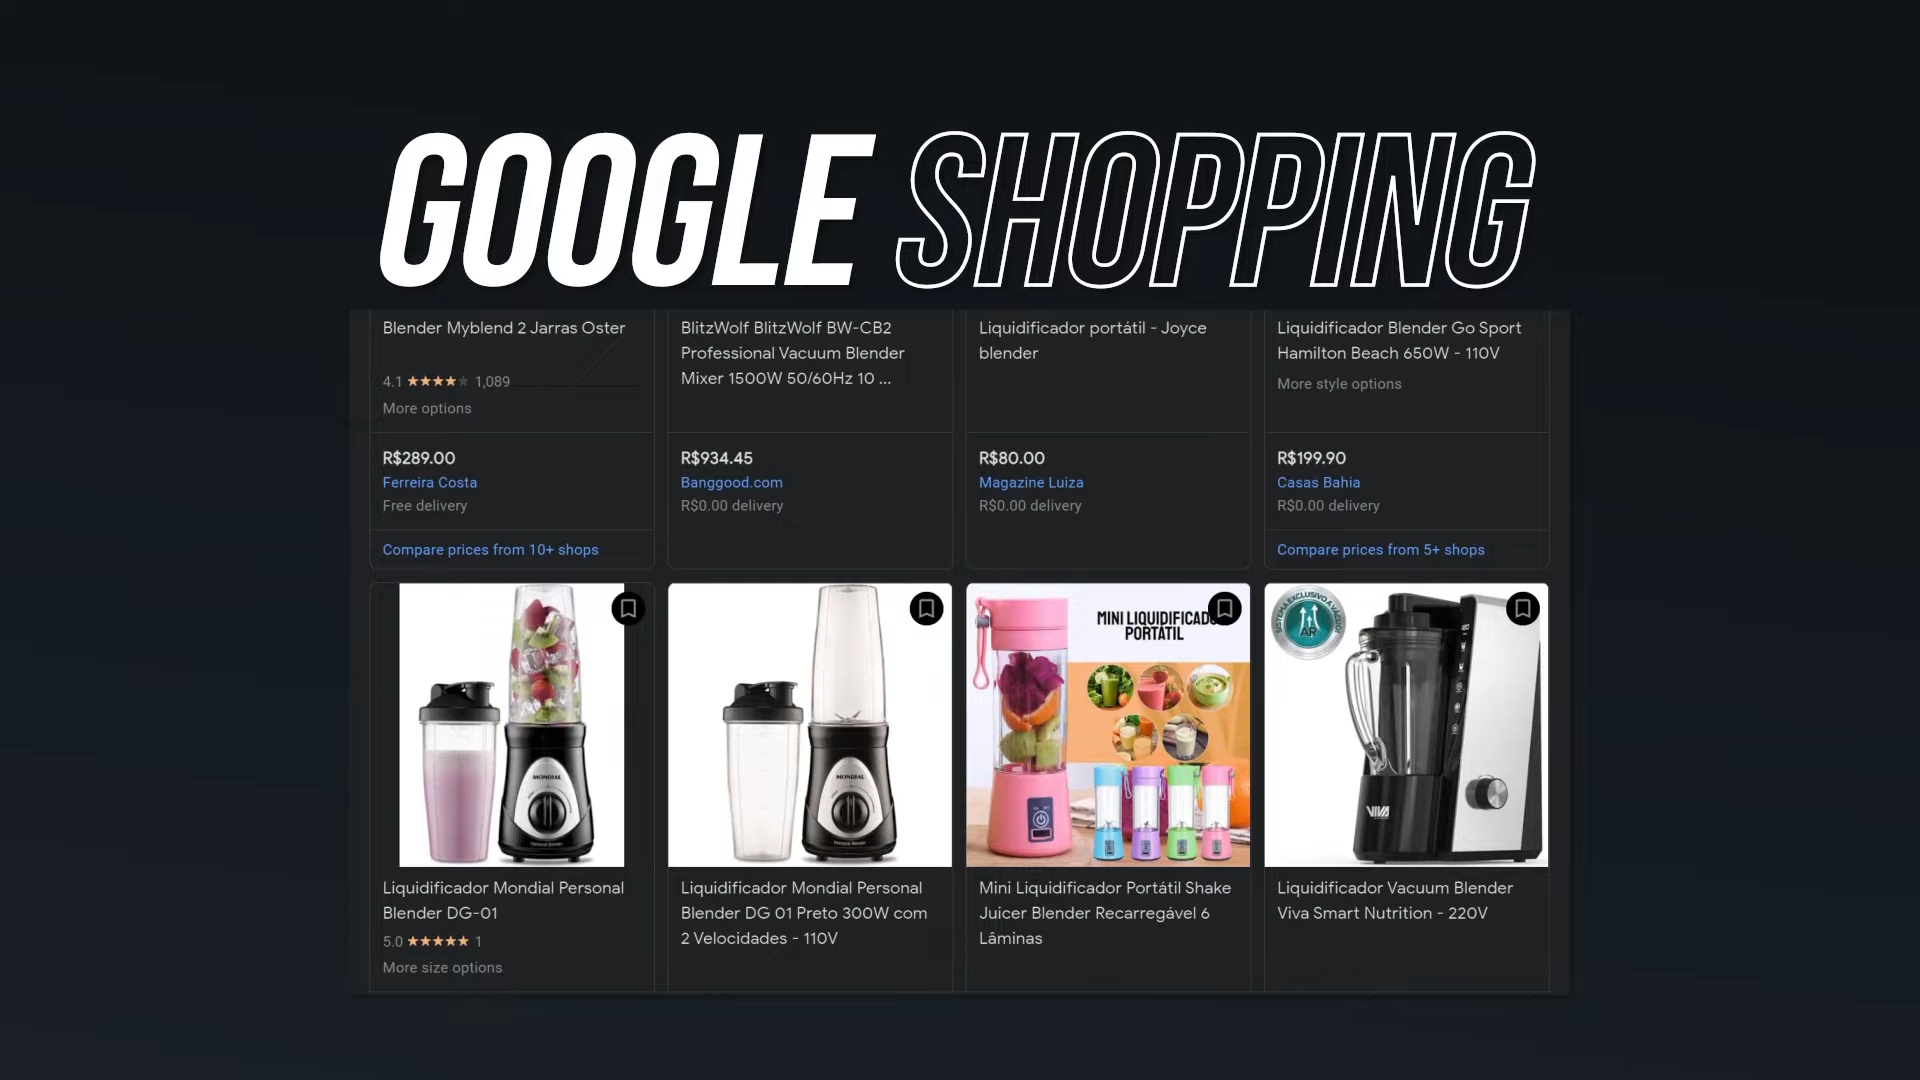 GOOGLE SHOPPING
Blender Myblend 2 Jarras Oster
4.1 ★★★★★ 1,089
More options
R$289.00
Ferreira Costa
Free delivery
Compare prices from 10+ shops
BlitzWolf BlitzWolf BW-CB2
Professional Vacuum Blender
Mixer 1500W 50/60Hz 10 ...
R$934.45
Banggood.com
R$0.00 delivery
Liquidificador portátil - Joyce
blender
R$80.00
Magazine Luiza
R$0.00 delivery
Liquidificador Blender Go Sport
Hamilton Beach 650W - 110V
More style options
R$199.90
Casas Bahia
R$0.00 delivery
Compare prices from 5+ shops
MONDIAL
Liquidificador Mondial Personal
Blender DG-01
5.0 ★★★★★ 1
More size options
MONDIAL
Liquidificador Mondial Personal
Blender DG 01 Preto 300W com
2 Velocidades - 110V
MINI LIQUIDIFICADO
PORTÁTIL
Mini Liquidificador Portátil Shake
Juicer Blender Recarregável 6
Lâminas
SISTEMA EXCLUSIVO A VÁCUO!
AR
VIVA
Liquidificador Vacuum Blender
Viva Smart Nutrition - 220V